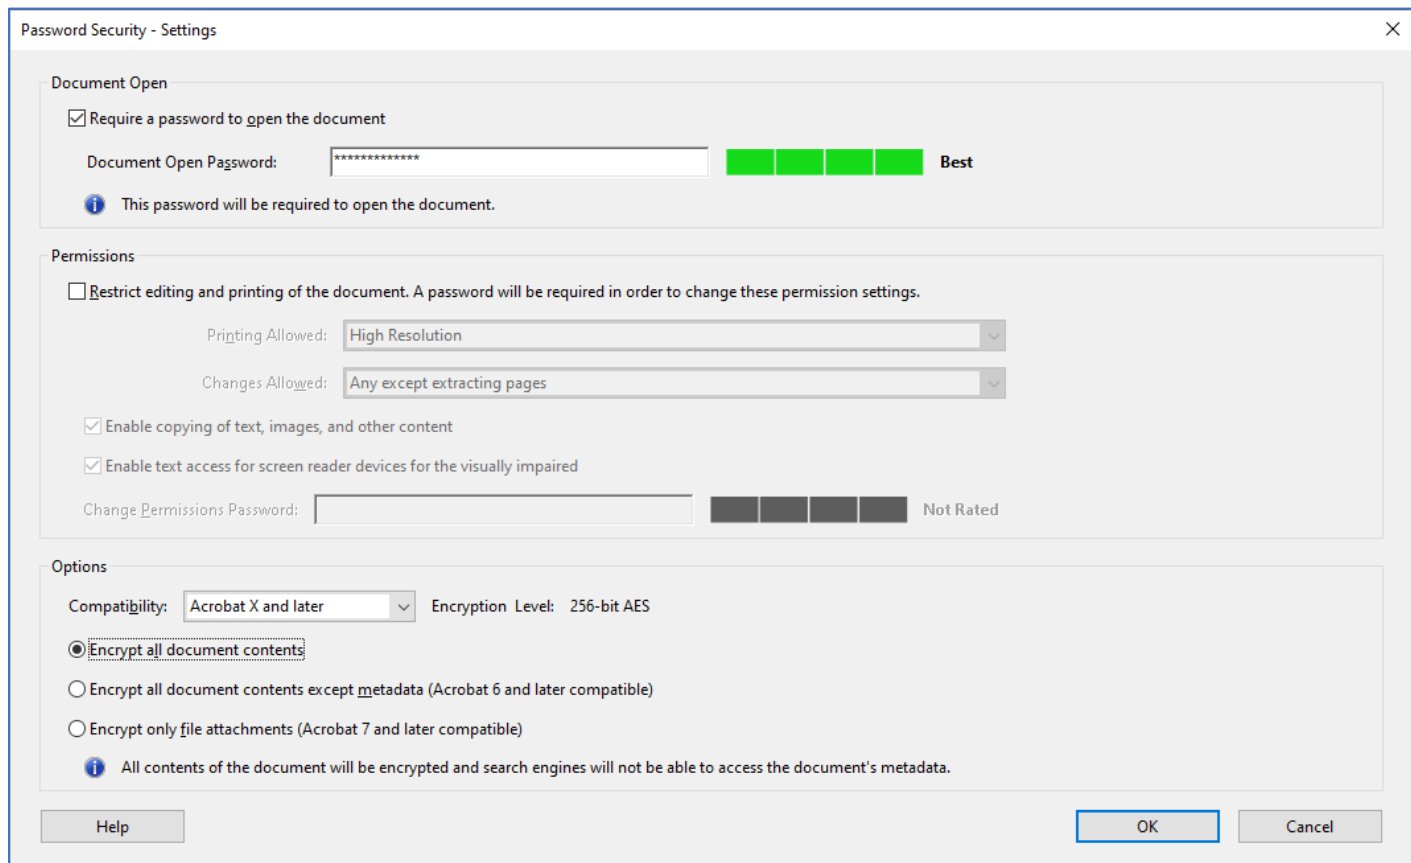 Password Security - Settings
Document Open
Require a password to open the document
Document Open Password: ************* Best
This password will be required to open the document.
Permissions
Restrict editing and printing of the document. A password will be required in order to change these permission settings.
Printing Allowed: High Resolution
Changes Allowed: Any except extracting pages
Enable copying of text, images, and other content
Enable text access for screen reader devices for the visually impaired
Change Permissions Password: Not Rated
Options
Compatibility: Acrobat X and later Encryption Level: 256-bit AES
Encrypt all document contents
Encrypt all document contents except metadata (Acrobat 6 and later compatible)
Encrypt only file attachments (Acrobat 7 and later compatible)
All contents of the document will be encrypted and search engines will not be able to access the document's metadata.
Help OK Cancel